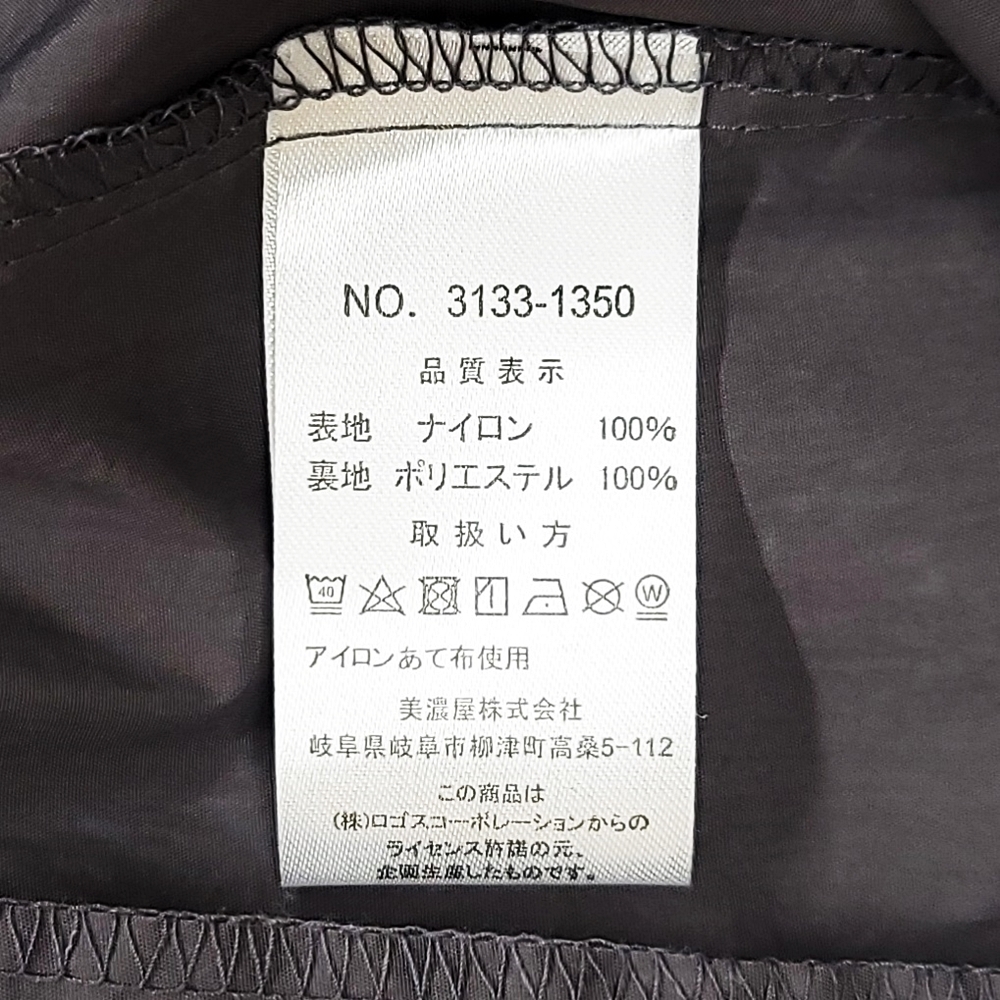 NO. 3133-1350
品質表示
表地 ナイロン 100%
裏地 ポリエステル 100%
取扱い方
40 W
アイロンあて布使用
美濃屋株式会社
岐阜県岐阜市柳津町高桑5-112
この商品は
(株)ロゴスコーポレーションからの
ライセンス許諾の元、
企画生産したものです。